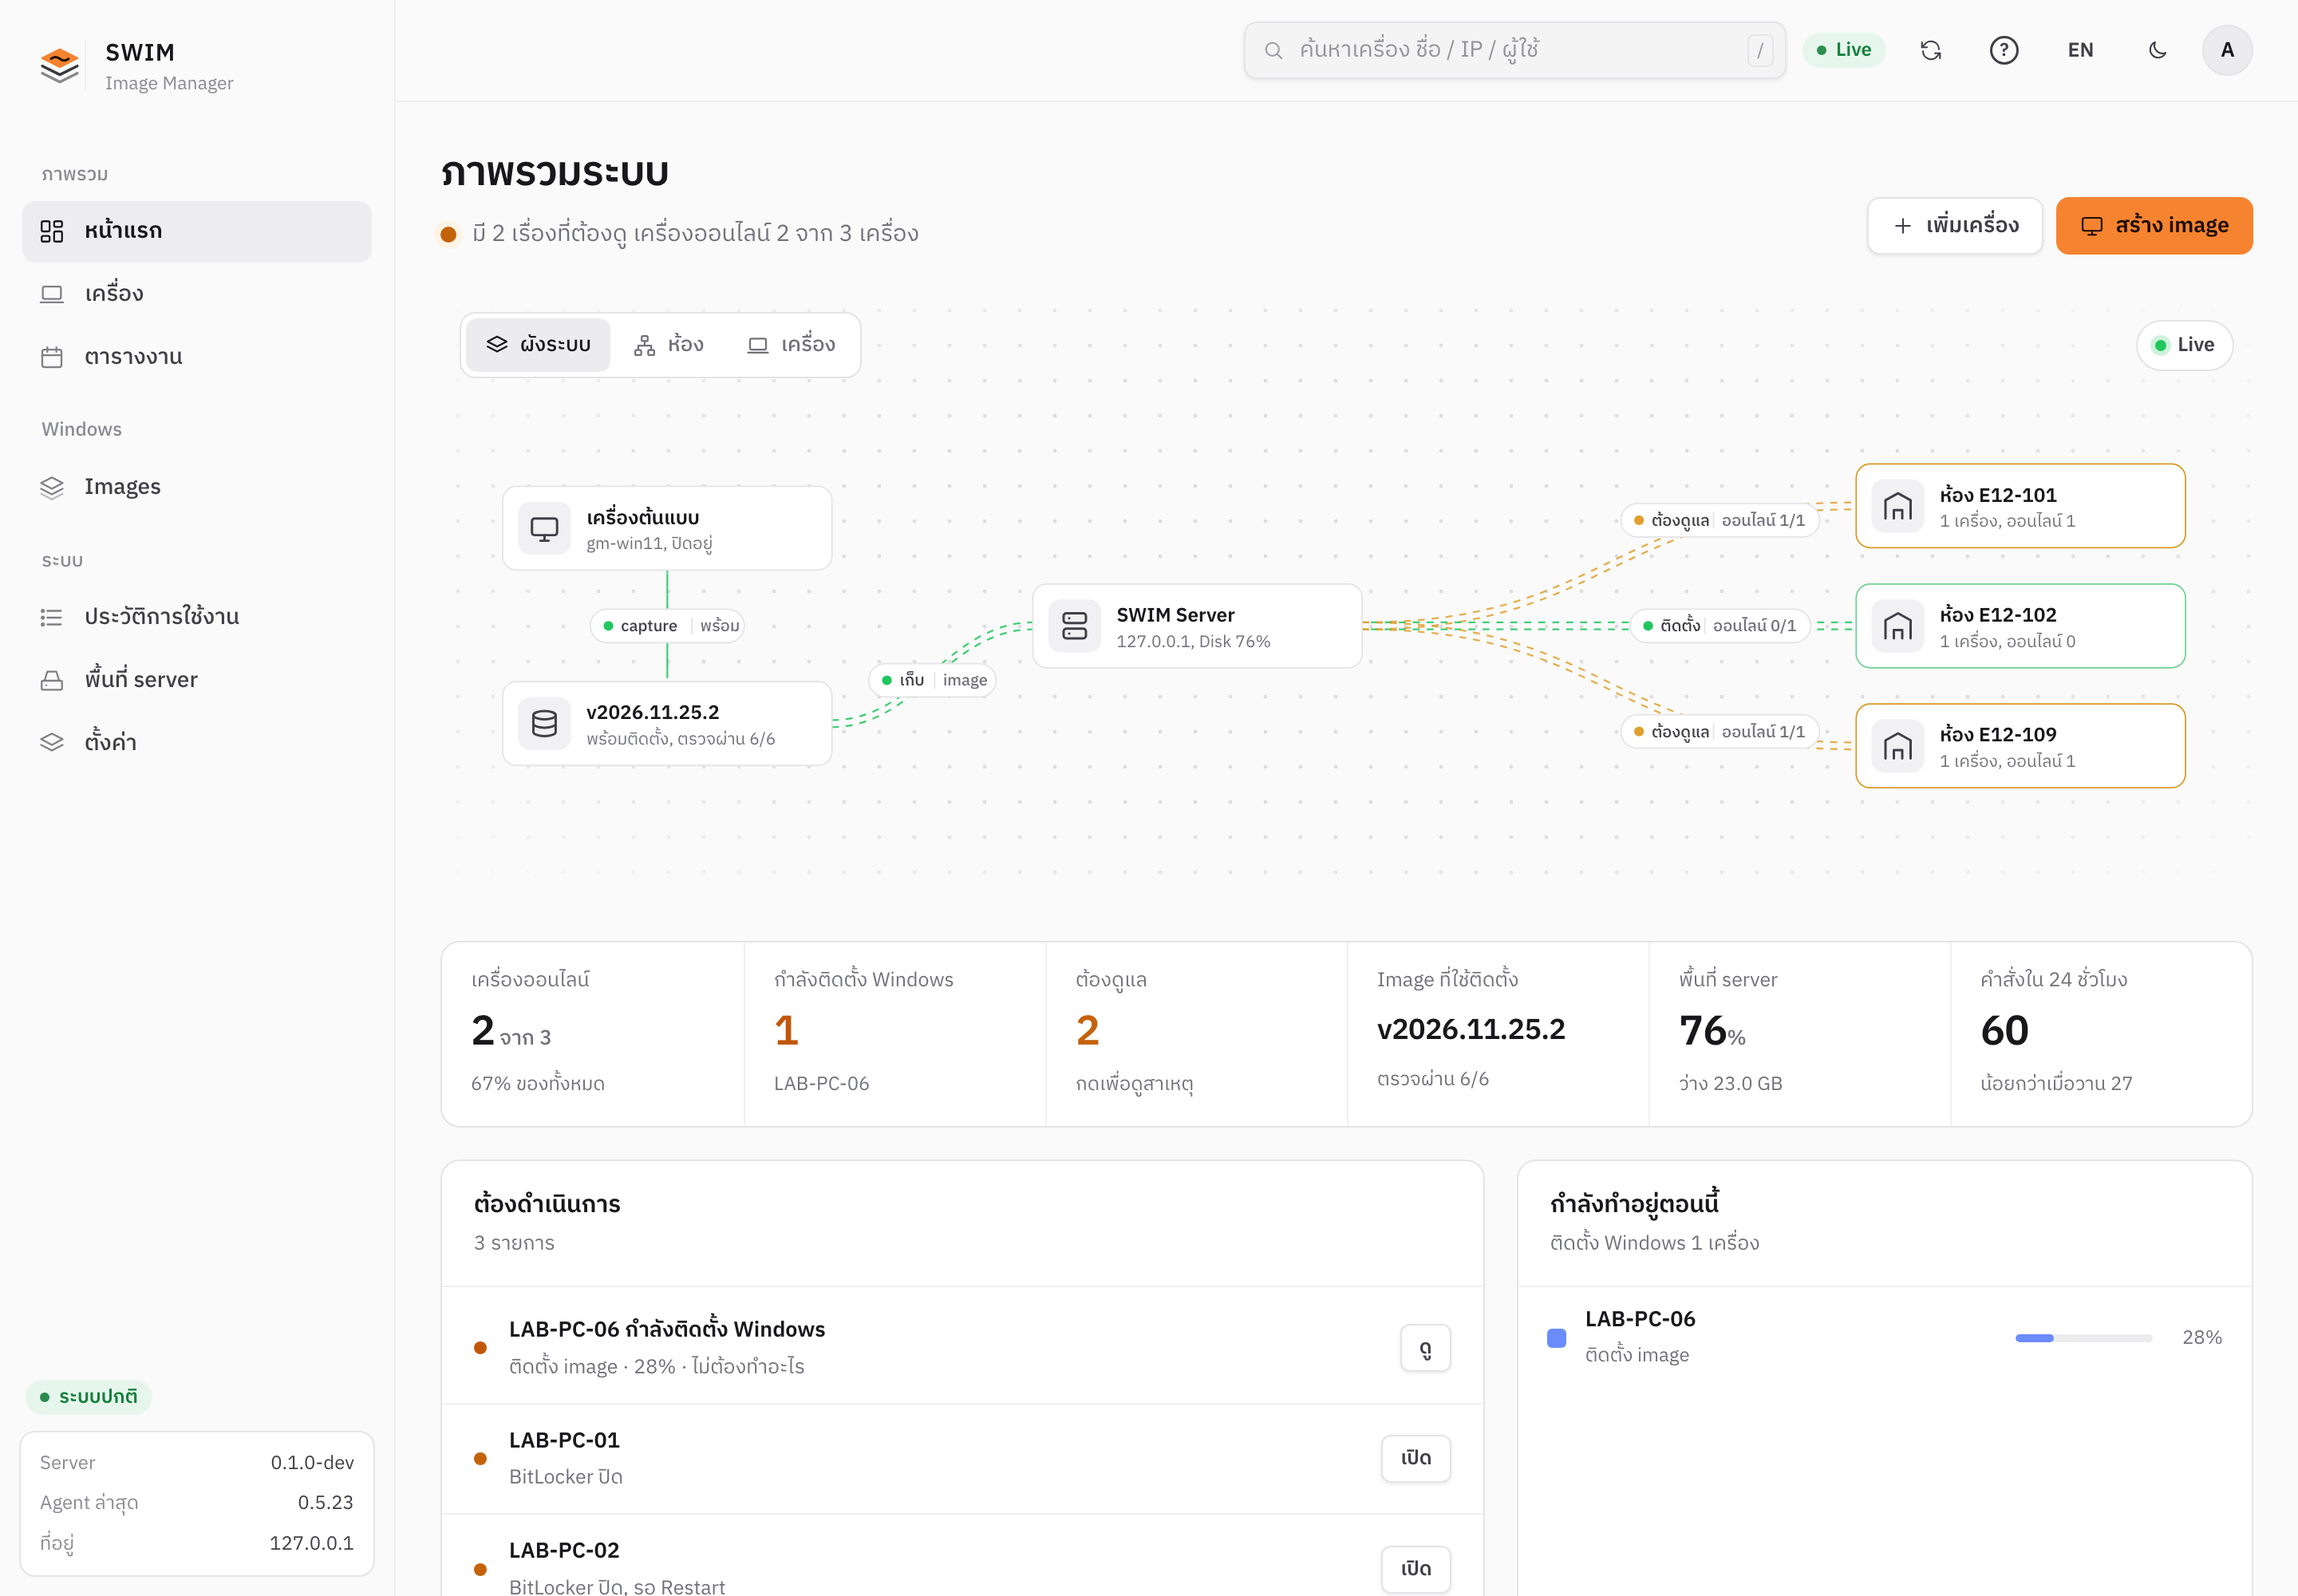 SWIM
Image Manager
ค้นหาเครื่อง ชื่อ / IP / ผู้ใช้
/
Live
EN
A
ภาพรวม
หน้าแรก
เครื่อง
ตารางงาน
Windows
Images
ระบบ
ประวัติการใช้งาน
พื้นที่ server
ตั้งค่า
ระบบปกติ
Server 0.1.0-dev
Agent ล่าสุด 0.5.23
ที่อยู่ 127.0.0.1
ภาพรวมระบบ
มี 2 เรื่องที่ต้องดู เครื่องออนไลน์ 2 จาก 3 เครื่อง
เพิ่มเครื่อง
สร้าง image
ผังระบบ
ห้อง
เครื่อง
Live
เครื่องต้นแบบ
gm-win11, ปิดอยู่
capture พร้อม
v2026.11.25.2
พร้อมติดตั้ง, ตรวจผ่าน 6/6
เก็บ image
SWIM Server
127.0.0.1, Disk 76%
ต้องดูแล ออนไลน์ 1/1
ห้อง E12-101
1 เครื่อง, ออนไลน์ 1
ติดตั้ง ออนไลน์ 0/1
ห้อง E12-102
1 เครื่อง, ออนไลน์ 0
ต้องดูแล ออนไลน์ 1/1
ห้อง E12-109
1 เครื่อง, ออนไลน์ 1
เครื่องออนไลน์
2 จาก 3
67% ของทั้งหมด
กำลังติดตั้ง Windows
1
LAB-PC-06
ต้องดูแล
2
กดเพื่อดูสาเหตุ
Image ที่ใช้ติดตั้ง
v2026.11.25.2
ตรวจผ่าน 6/6
พื้นที่ server
76%
ว่าง 23.0 GB
คำสั่งใน 24 ชั่วโมง
60
น้อยกว่าเมื่อวาน 27
ต้องดำเนินการ
3 รายการ
LAB-PC-06 กำลังติดตั้ง Windows
ติดตั้ง image · 28% · ไม่ต้องทำอะไร
ดู
LAB-PC-01
BitLocker ปิด
เปิด
LAB-PC-02
BitLocker ปิด, รอ Restart
เปิด
กำลังทำอยู่ตอนนี้
ติดตั้ง Windows 1 เครื่อง
LAB-PC-06
ติดตั้ง image
28%